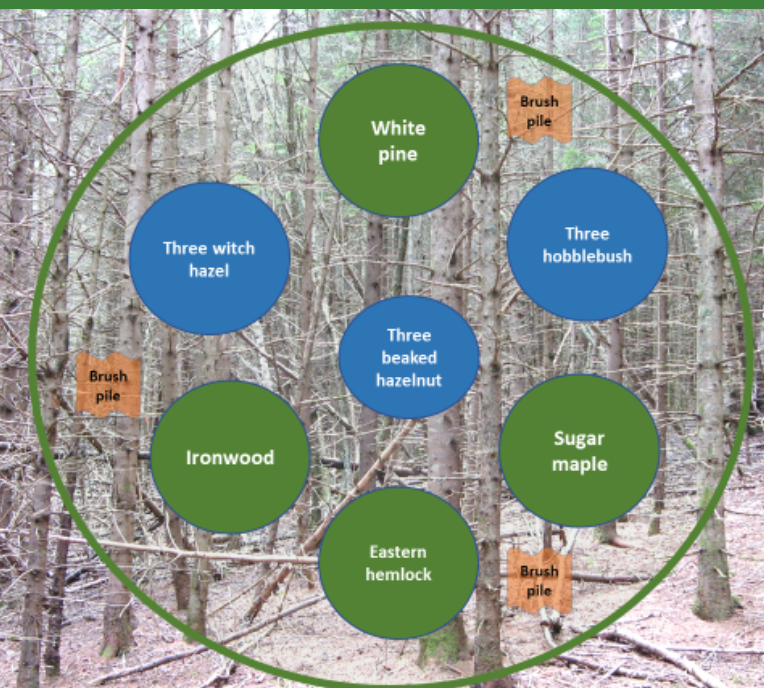 White
pine
Brush
pile
Three witch
hazel
Three
hobblebush
Three
beaked
hazelnut
Brush
pile
Ironwood
Sugar
maple
Eastern
hemlock
Brush
pile